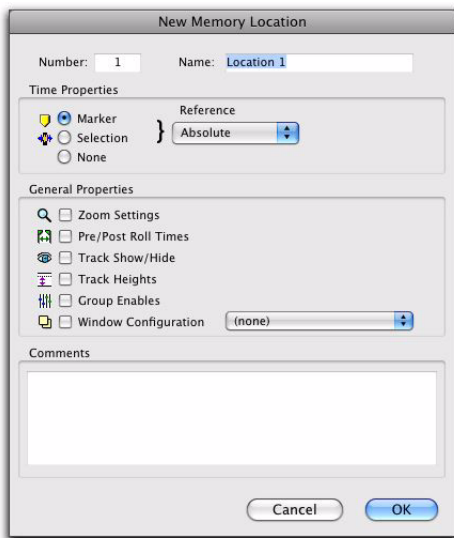 New Memory Location
Number: 1 Name: Location 1
Time Properties
Marker
Selection
None
Reference
Absolute
General Properties
Zoom Settings
Pre/Post Roll Times
Track Show/Hide
Track Heights
Group Enables
Window Configuration (none)
Comments
Cancel OK